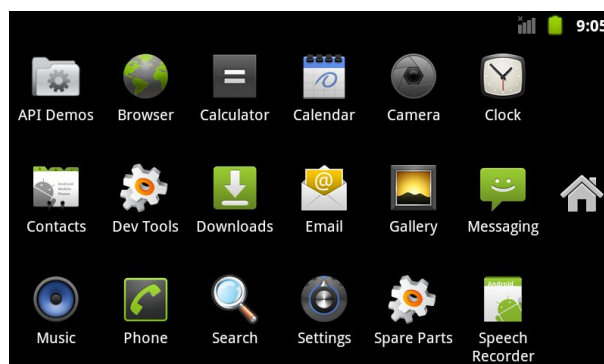 9:05
API Demos Browser Calculator Calendar Camera Clock
Contacts Dev Tools Downloads Email Gallery Messaging
Music Phone Search Settings Spare Parts Speech
Recorder
Android